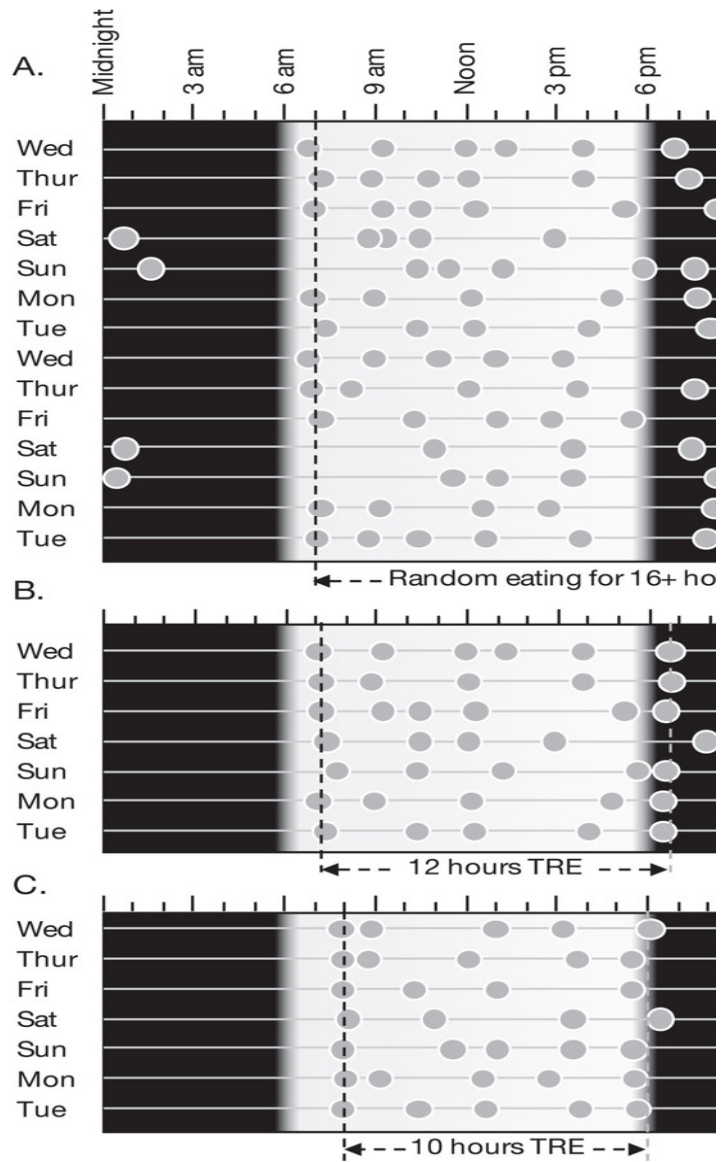 A.
Midnight 3 am 6 am 9 am Noon 3 pm 6 pm
Wed
Thur
Fri
Sat
Sun
Mon
Tue
Wed
Thur
Fri
Sat
Sun
Mon
Tue
Random eating for 16+ ho
B.
Wed
Thur
Fri
Sat
Sun
Mon
Tue
12 hours TRE
C.
Wed
Thur
Fri
Sat
Sun
Mon
Tue
10 hours TRE